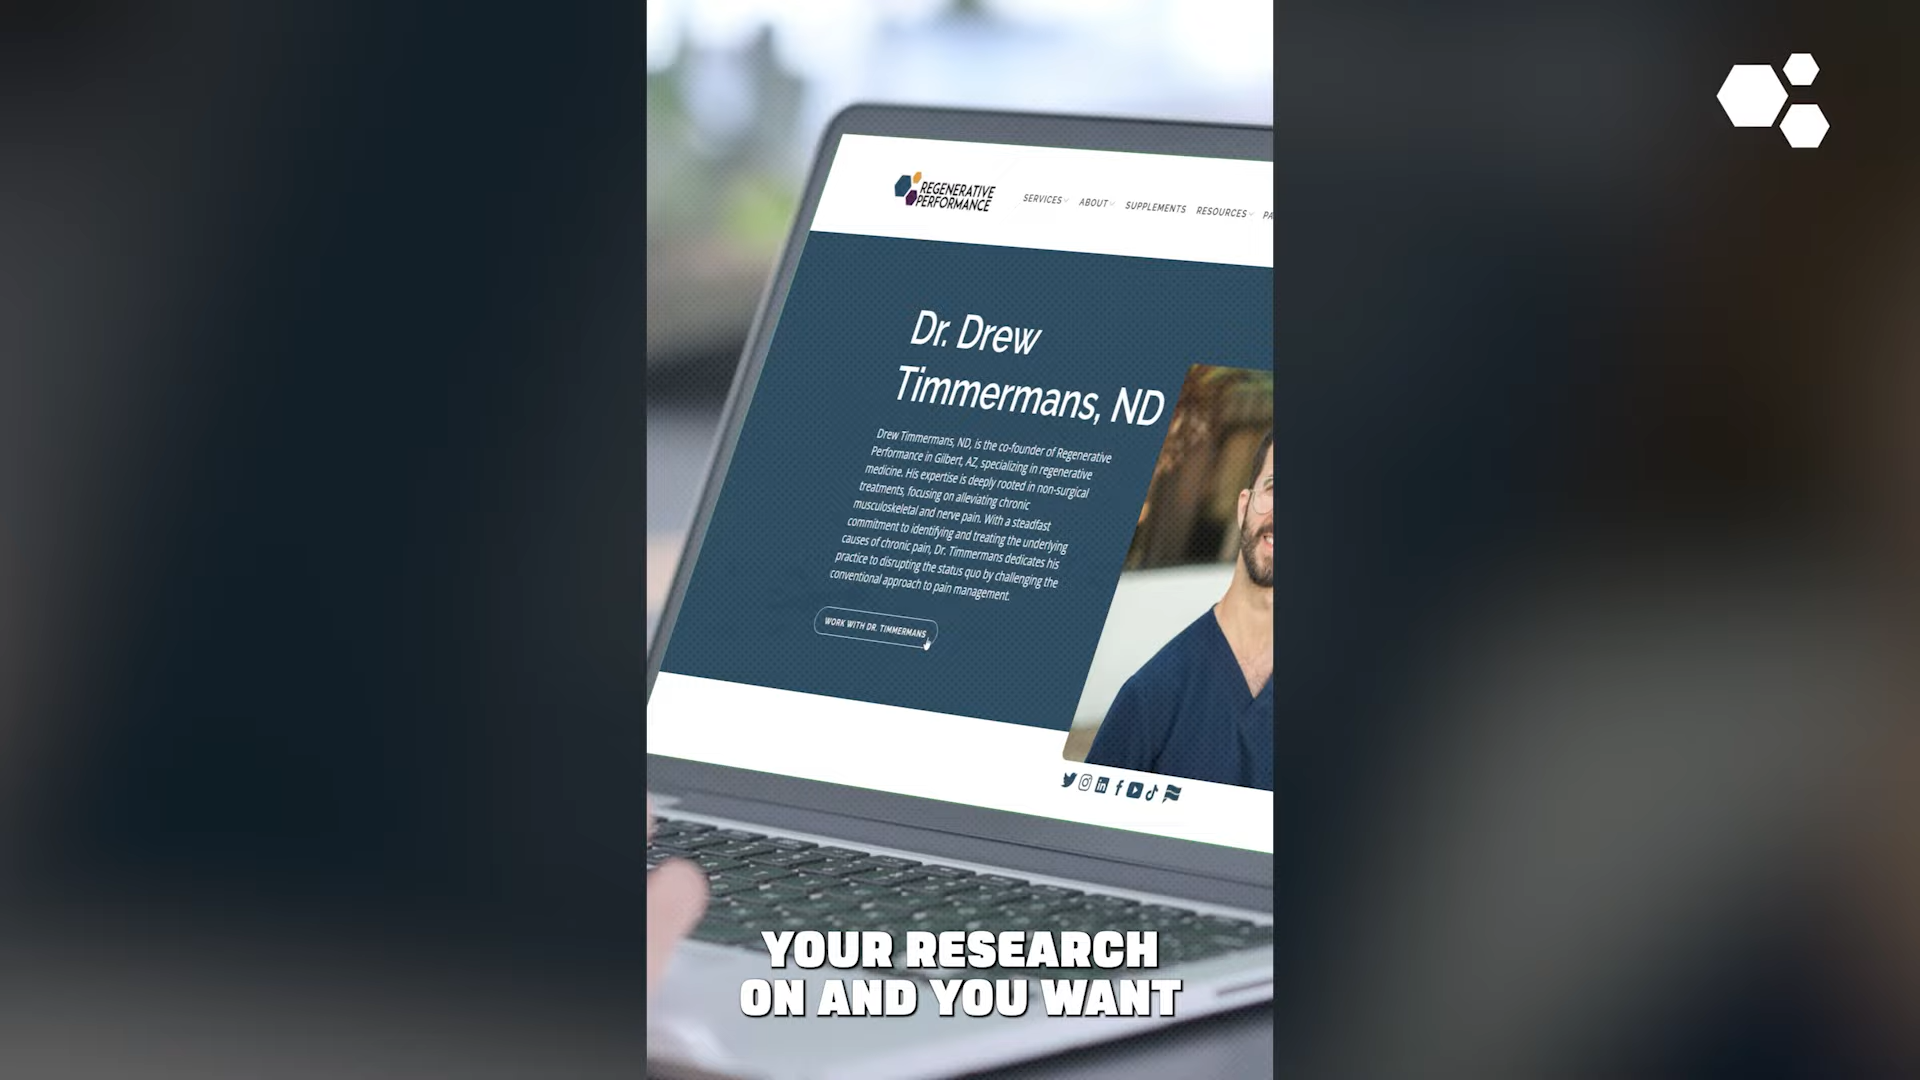 REGENERATIVE
PERFORMANCE
SERVICES ABOUT SUPPLEMENTS RESOURCES
Dr. Drew
Timmermans, ND
Drew Timmermans, ND, is the co-founder of Regenerative
Performance in Gilbert, AZ, specializing in regenerative
medicine. His expertise is deeply rooted in non-surgical
treatments, focusing on alleviating chronic
musculoskeletal and nerve pain. With a steadfast
commitment to identifying and treating the underlying
causes of chronic pain, Dr. Timmermans dedicates his
practice to disrupting the status quo by challenging the
conventional approach to pain management.
WORK WITH DR. TIMMERMANS
YOUR RESEARCH
ON AND YOU WANT